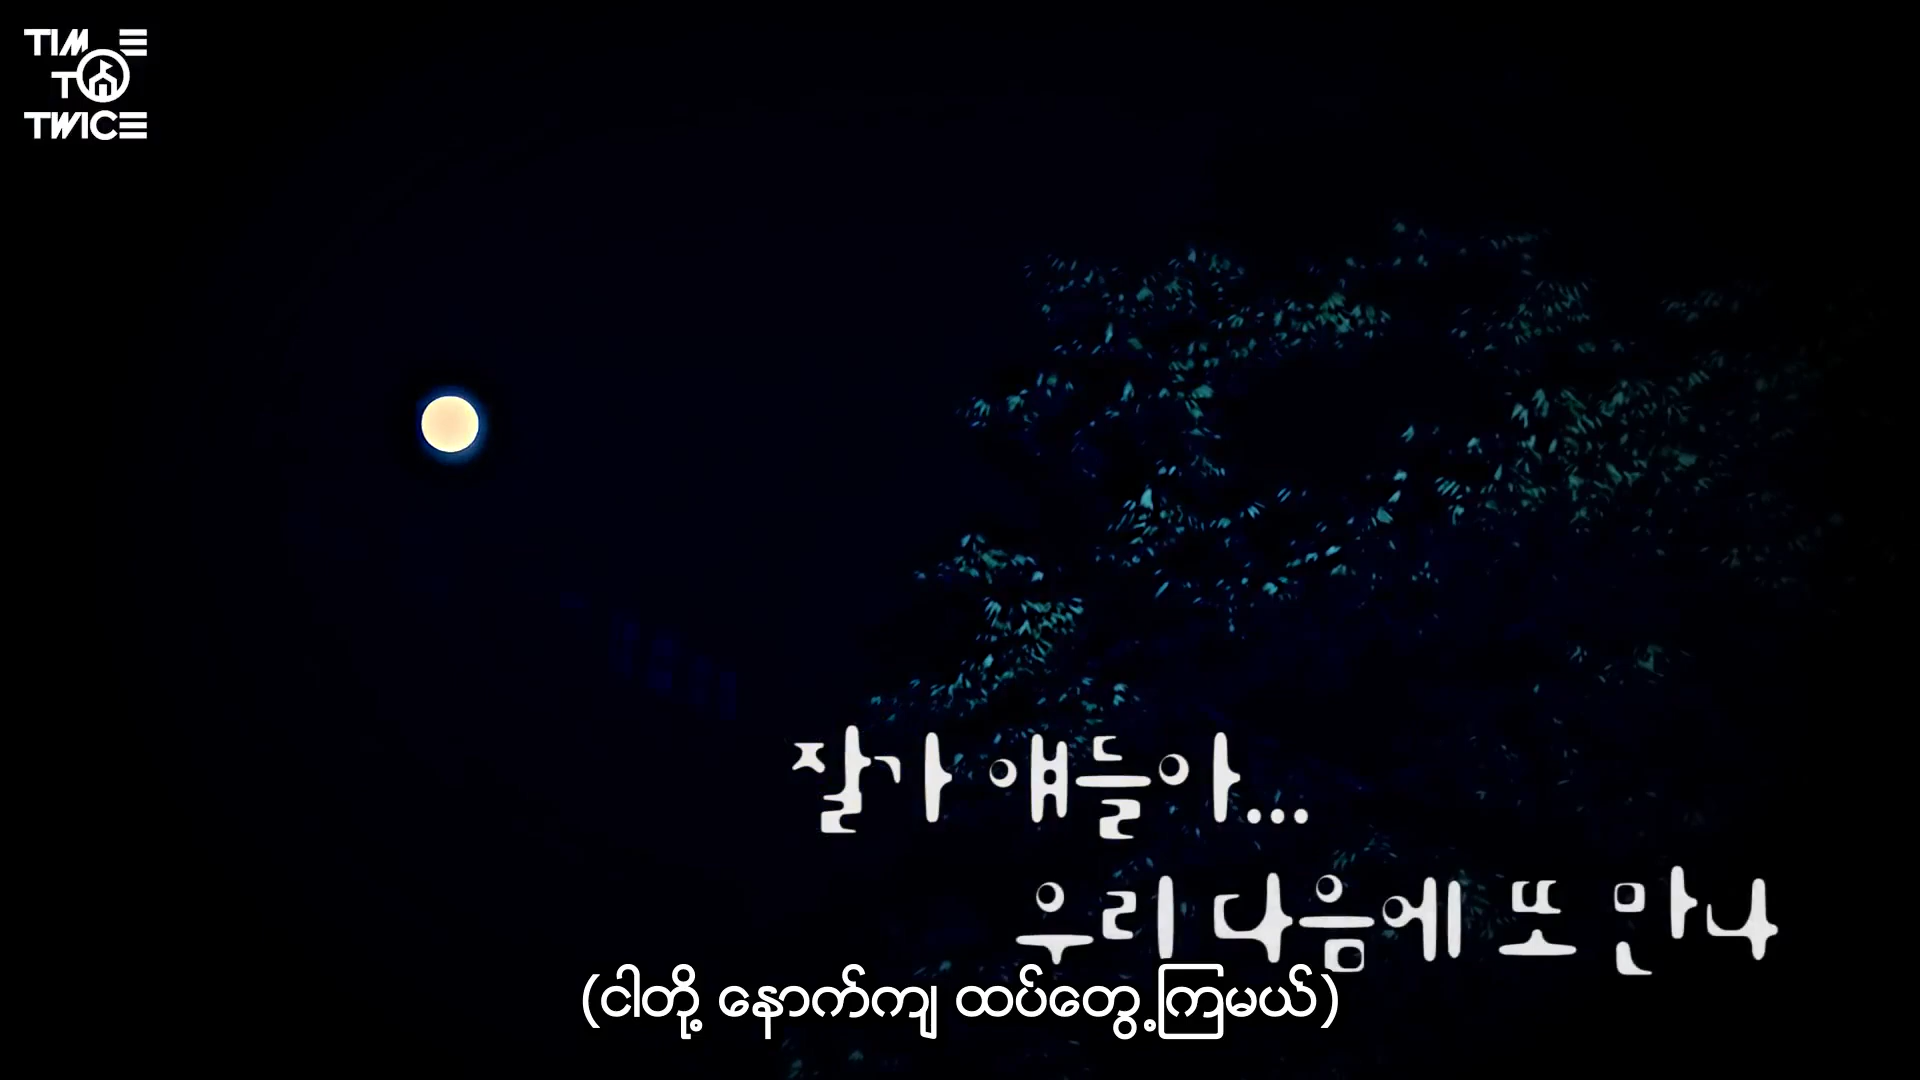 TIME
TO
TWICE
잘가 얘들아...
우리 다음에 또 만나
(ငါတို့ နောက်ကျ ထပ်တွေ့ကြမယ်)